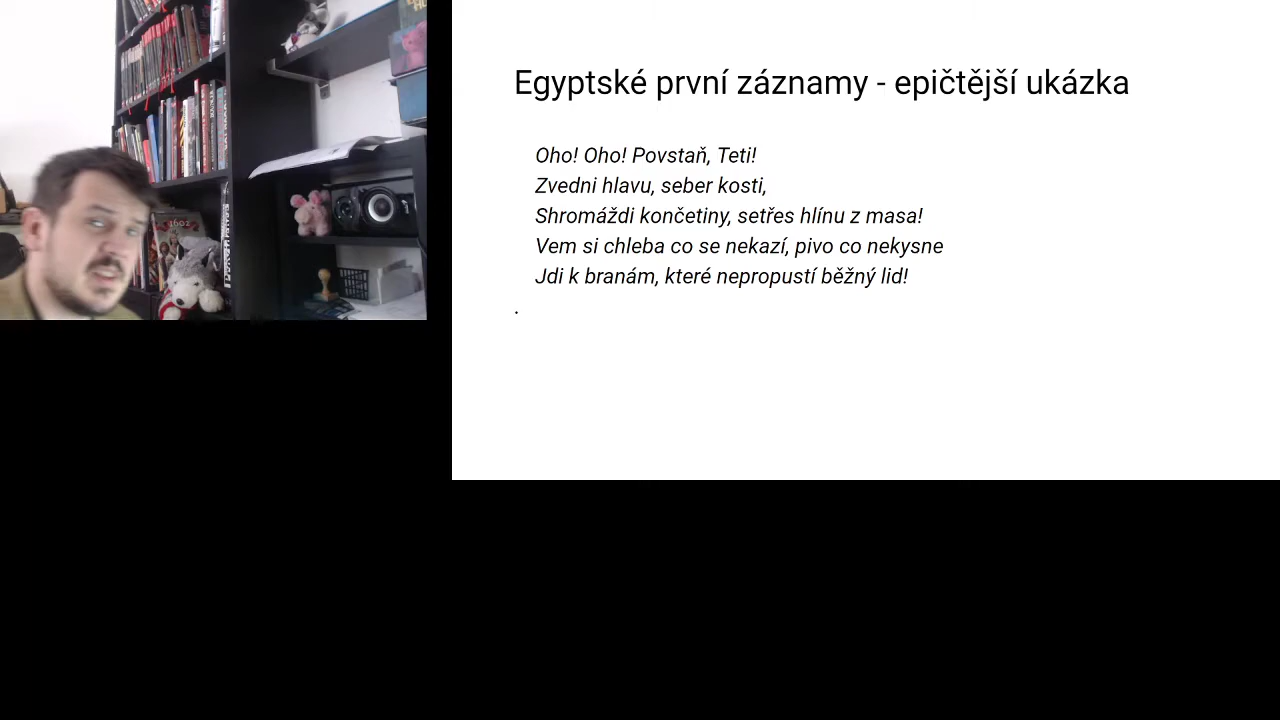 Egyptské první záznamy - epičtější ukázka
Oho! Oho! Povstaň, Teti!
Zvedni hlavu, seber kosti,
Shromáždi končetiny, setřes hlínu z masa!
Vem si chleba co se nekazí, pivo co nekysne
Jdi k branám, které nepropustí běžný lid!
.
1602